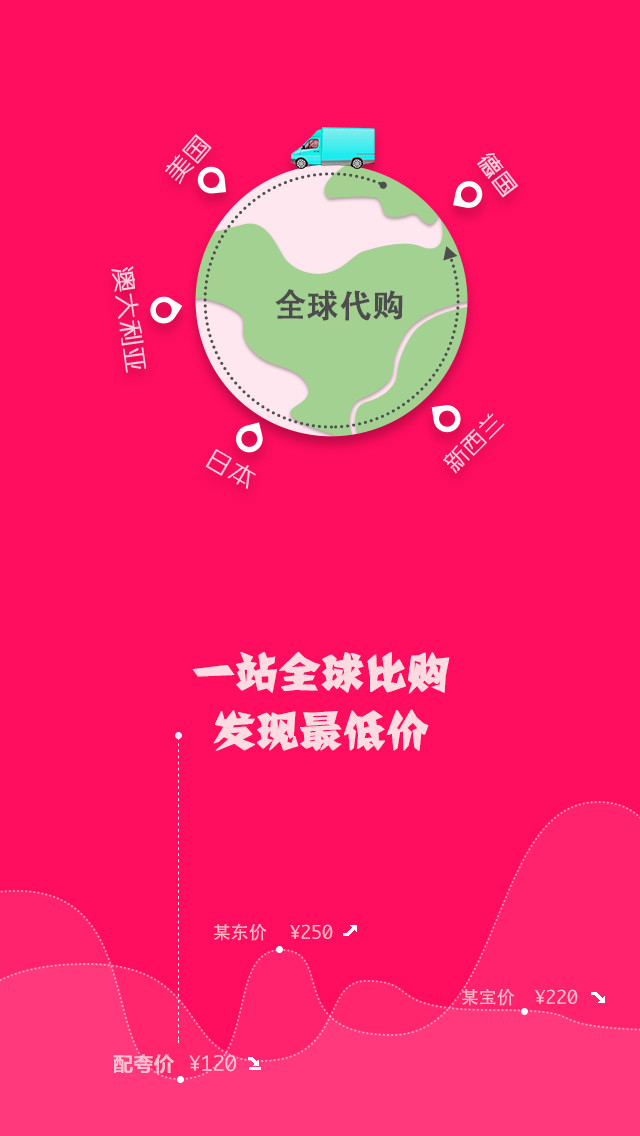 美国
德国
澳大利亚
全球代购
日本
新西兰
一站全球比购
发现最低价
某东价 ¥250
某宝价 ¥220
配夸价 ¥120